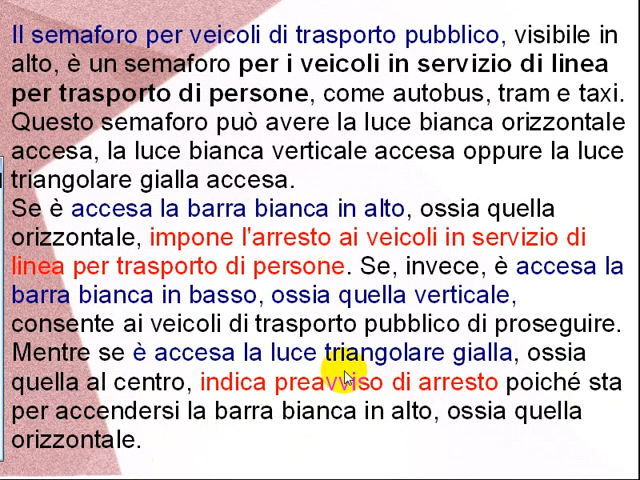 Il semaforo per veicoli di trasporto pubblico, visibile in
alto, è un semaforo per i veicoli in servizio di linea
per trasporto di persone, come autobus, tram e taxi.
Questo semaforo può avere la luce bianca orizzontale
accesa, la luce bianca verticale accesa oppure la luce
triangolare gialla accesa.
Se è accesa la barra bianca in alto, ossia quella
orizzontale, impone l'arresto ai veicoli in servizio di
linea per trasporto di persone. Se, invece, è accesa la
barra bianca in basso, ossia quella verticale,
consente ai veicoli di trasporto pubblico di proseguire.
Mentre se è accesa la luce triangolare gialla, ossia
quella al centro, indica preavviso di arresto poiché sta
per accendersi la barra bianca in alto, ossia quella
orizzontale.